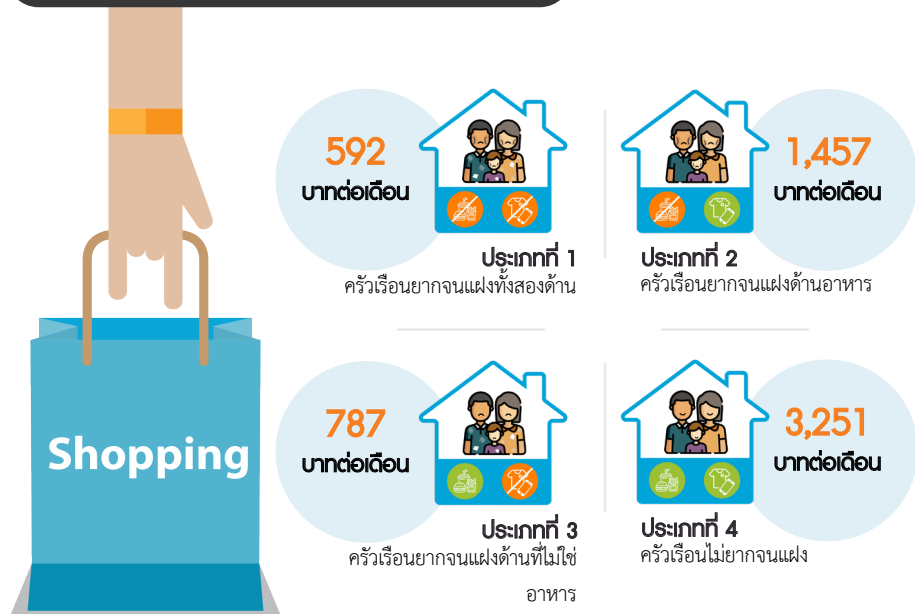 592
บาทต่อเดือน
ประเภทที่ 1
ครัวเรือนยากจนแฝงทั้งสองด้าน
1,457
บาทต่อเดือน
ประเภทที่ 2
ครัวเรือนยากจนแฝงด้านอาหาร
Shopping
787
บาทต่อเดือน
ประเภทที่ 3
ครัวเรือนยากจนแฝงด้านที่ไม่ใช่
อาหาร
3,251
บาทต่อเดือน
ประเภทที่ 4
ครัวเรือนไม่ยากจนแฝง